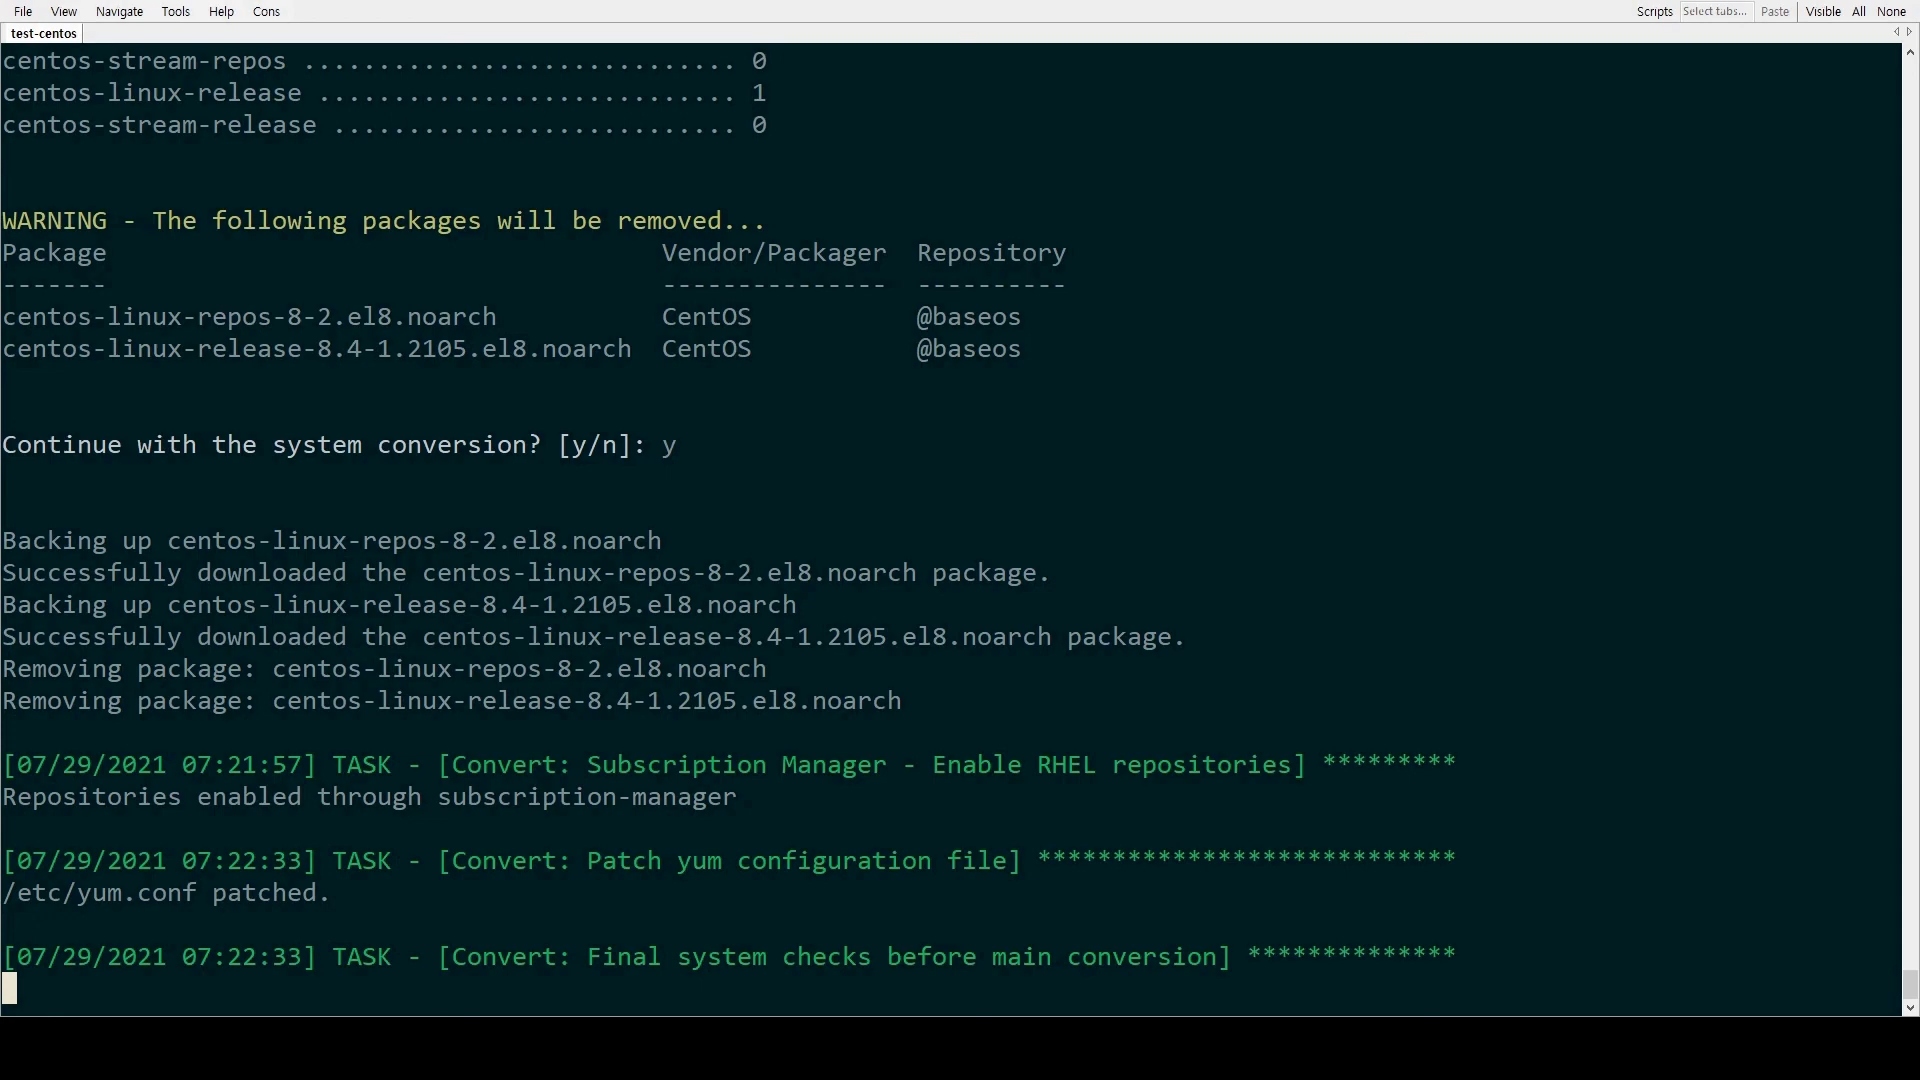 File View Navigate Tools Help Cons Scripts Select tabs... Paste Visible All None
test-centos
centos-stream-repos ............................. 0
centos-linux-release ............................ 1
centos-stream-release ........................... 0
WARNING - The following packages will be removed...
Package Vendor/Packager Repository
------- --------------- ----------
centos-linux-repos-8-2.el8.noarch CentOS @baseos
centos-linux-release-8.4-1.2105.el8.noarch CentOS @baseos
Continue with the system conversion? [y/n]: y
Backing up centos-linux-repos-8-2.el8.noarch
Successfully downloaded the centos-linux-repos-8-2.el8.noarch package.
Backing up centos-linux-release-8.4-1.2105.el8.noarch
Successfully downloaded the centos-linux-release-8.4-1.2105.el8.noarch package.
Removing package: centos-linux-repos-8-2.el8.noarch
Removing package: centos-linux-release-8.4-1.2105.el8.noarch
[07/29/2021 07:21:57] TASK - [Convert: Subscription Manager - Enable RHEL repositories] *********
Repositories enabled through subscription-manager
[07/29/2021 07:22:33] TASK - [Convert: Patch yum configuration file] ****************************
/etc/yum.conf patched.
[07/29/2021 07:22:33] TASK - [Convert: Final system checks before main conversion] **************